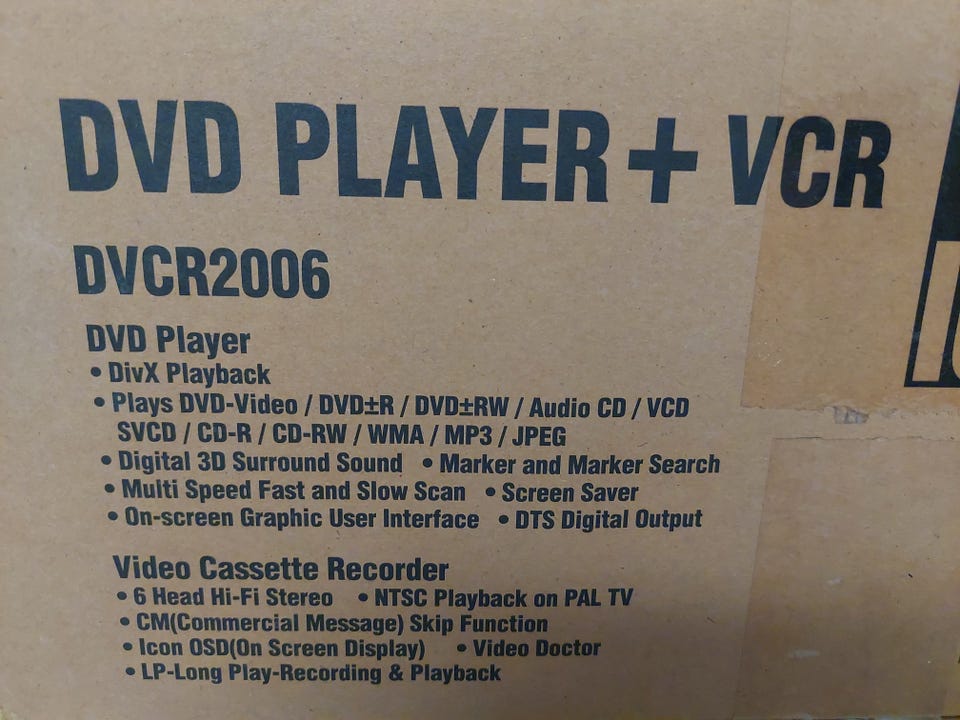 DVD PLAYER + VCR
DVCR2006
DVD Player
• DivX Playback
• Plays DVD-Video / DVD±R / DVD±RW / Audio CD / VCD
SVCD / CD-R / CD-RW / WMA / MP3 / JPEG
• Digital 3D Surround Sound • Marker and Marker Search
• Multi Speed Fast and Slow Scan • Screen Saver
• On-screen Graphic User Interface • DTS Digital Output
Video Cassette Recorder
• 6 Head Hi-Fi Stereo • NTSC Playback on PAL TV
• CM(Commercial Message) Skip Function
• Icon OSD(On Screen Display) • Video Doctor
• LP-Long Play-Recording & Playback